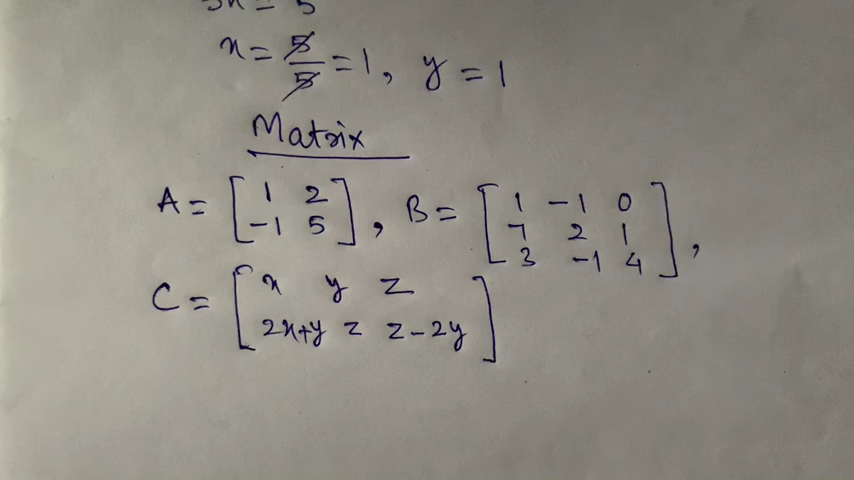 x = 5/5 = 1, y = 1
Matrix
A = [1 2
-1 5], B = [1 -1 0
7 2 1
3 -1 4],
C = [x y z
2x+y z z-2y]